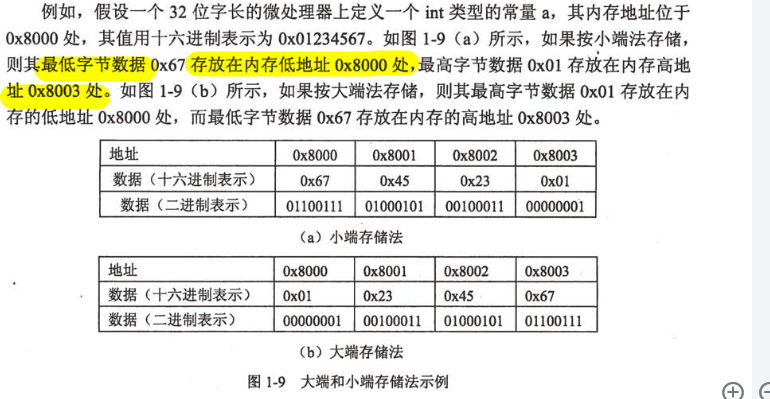 例如，假设一个 32 位字长的微处理器上定义一个 int 类型的常量 a，其内存地址位于
0x8000 处，其值用十六进制表示为 0x01234567。如图 1-9（a）所示，如果按小端法存储，
则其最低字节数据 0x67 存放在内存低地址 0x8000 处，最高字节数据 0x01 存放在内存高地
址 0x8003 处。如图 1-9（b）所示，如果按大端法存储，则其最高字节数据 0x01 存放在内
存的低地址 0x8000 处，而最低字节数据 0x67 存放在内存的高地址 0x8003 处。
地址 0x8000 0x8001 0x8002 0x8003
数据（十六进制表示） 0x67 0x45 0x23 0x01
数据（二进制表示） 01100111 01000101 00100011 00000001
（a）小端存储法
地址 0x8000 0x8001 0x8002 0x8003
数据（十六进制表示） 0x01 0x23 0x45 0x67
数据（二进制表示） 00000001 00100011 01000101 01100111
（b）大端存储法
图 1-9 大端和小端存储法示例